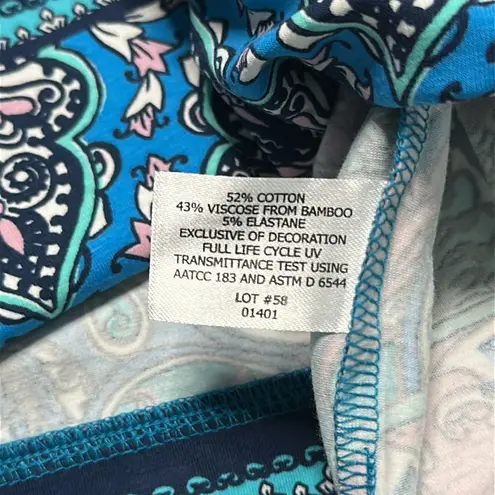 52% COTTON
43% VISCOSE FROM BAMBOO
5% ELASTANE
EXCLUSIVE OF DECORATION
FULL LIFE CYCLE UV
TRANSMITTANCE TEST USING
AATCC 183 AND ASTM D 6544
LOT #58
01401